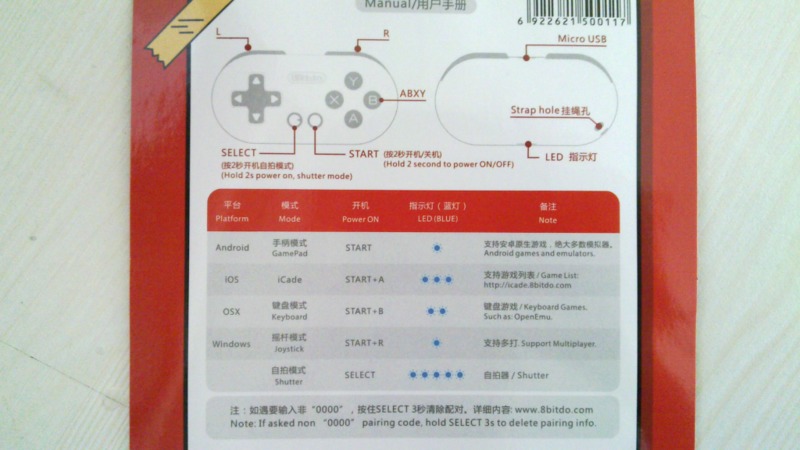 Manual/用户手册
6 922621 500117
L
R
Micro USB
8Bitdo
Y
X
B
A
ABXY
Strap hole 挂绳孔
SELECT
(按2秒开机自拍模式)
(Hold 2s power on, shutter mode)
START (按2秒开机/关机)
(Hold 2 second to power ON/OFF)
LED 指示灯
平台 模式 开机 指示灯（蓝灯） 备注
Platform Mode Power ON LED (BLUE) Note
Android 手柄模式 GamePad START 支持安卓原生游戏，绝大多数模拟器。
Android games and emulators.
iOS iCade START+A 支持游戏列表 / Game List:
http://icade.8bitdo.com
OSX 键盘模式 Keyboard START+B 键盘游戏 / Keyboard Games.
Such as: OpenEmu.
Windows 摇杆模式 Joystick START+R 支持多打. Support Multiplayer.
自拍模式 Shutter SELECT 自拍器 / Shutter
注：如遇要输入非“0000”，按住SELECT 3秒清除配对。详细内容: www.8bitdo.com
Note: If asked non “0000” pairing code, hold SELECT 3s to delete pairing info.